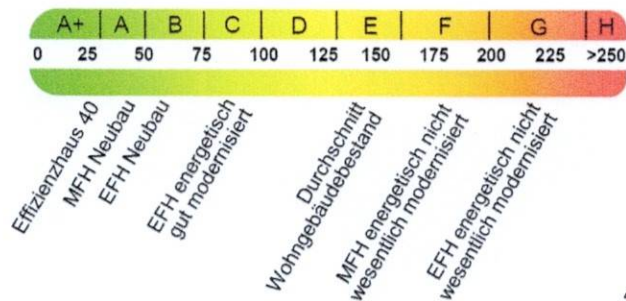 A+ A B C D E F G H
0 25 50 75 100 125 150 175 200 225 >250
Effizienzhaus 40
MFH Neubau
EFH Neubau
EFH energetisch
gut modernisiert
Durchschnitt
Wohngebäudebestand
MFH energetisch nicht
wesentlich modernisiert
EFH energetisch nicht
wesentlich modernisiert